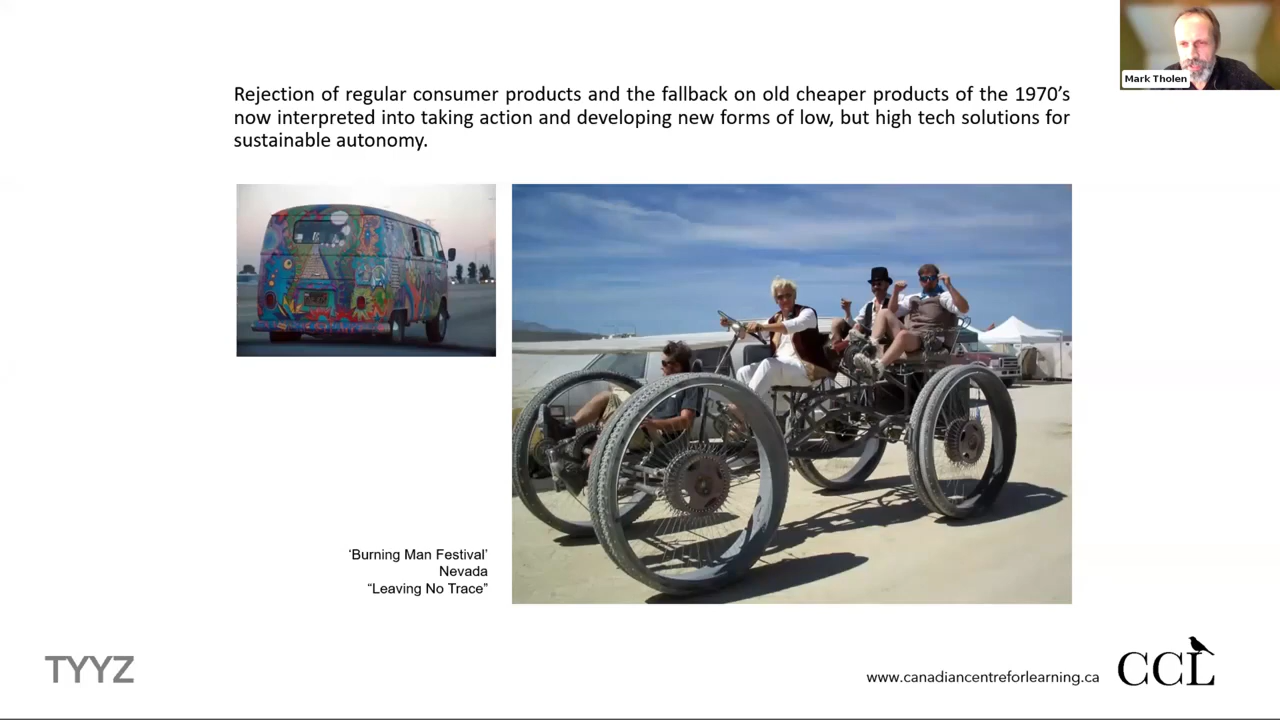 Mark Tholen
Rejection of regular consumer products and the fallback on old cheaper products of the 1970’s
now interpreted into taking action and developing new forms of low, but high tech solutions for
sustainable autonomy.
‘Burning Man Festival’
Nevada
“Leaving No Trace”
TYYZ
www.canadiancentreforlearning.ca
CCL